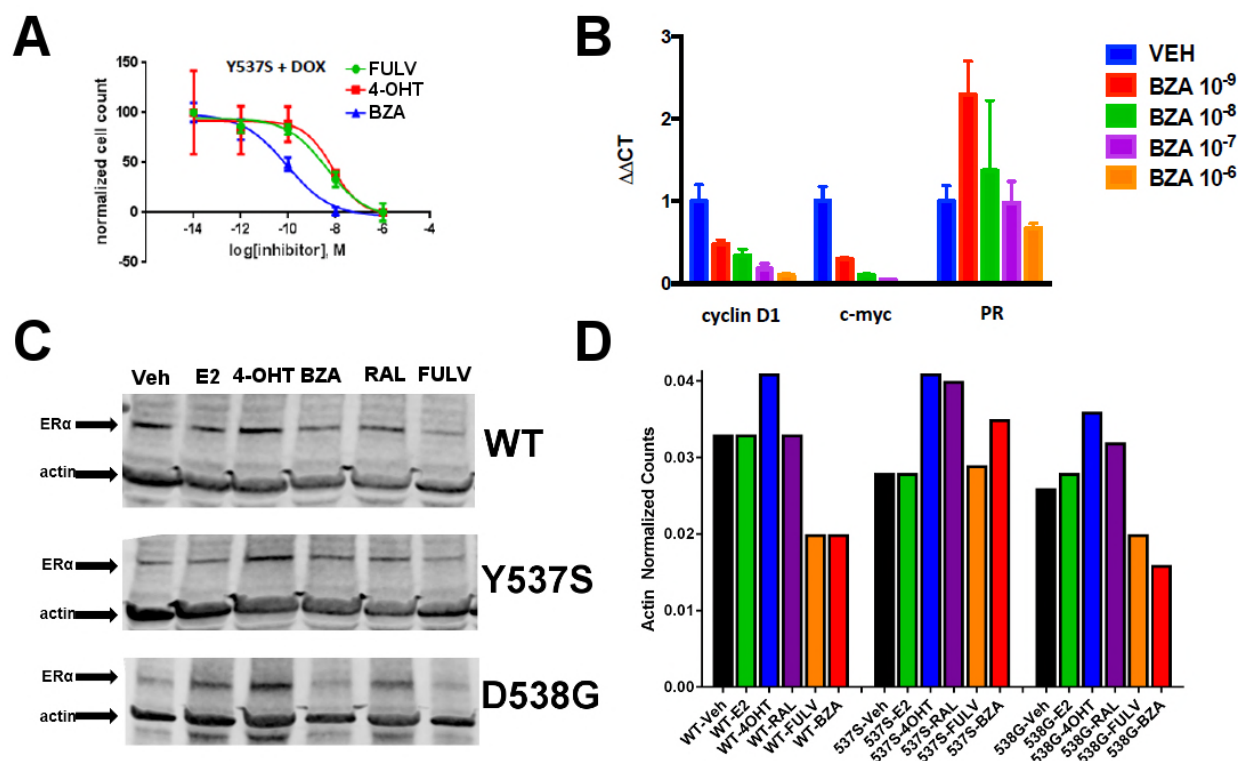 A
Y537S + DOX
FULV
4-OHT
BZA
normalized cell count
150
100
50
0
-50
-14
-12
-10
-8
-6
-4
log[inhibitor], M
B
ΔΔCT
3
2
1
0
cyclin D1
c-myc
PR
VEH
BZA 10-9
BZA 10-8
BZA 10-7
BZA 10-6
C
Veh E2 4-OHT BZA RAL FULV
ERα
actin
WT
ERα
actin
Y537S
ERα
actin
D538G
D
Actin Normalized Counts
0.04
0.03
0.02
0.01
0.00
WT-Veh
WT-E2
WT-4OHT
WT-RAL
WT-FULV
WT-BZA
537S-Veh
537S-E2
537S-4OHT
537S-RAL
537S-FULV
537S-BZA
538G-Veh
538G-E2
538G-4OHT
538G-RAL
538G-FULV
538G-BZA